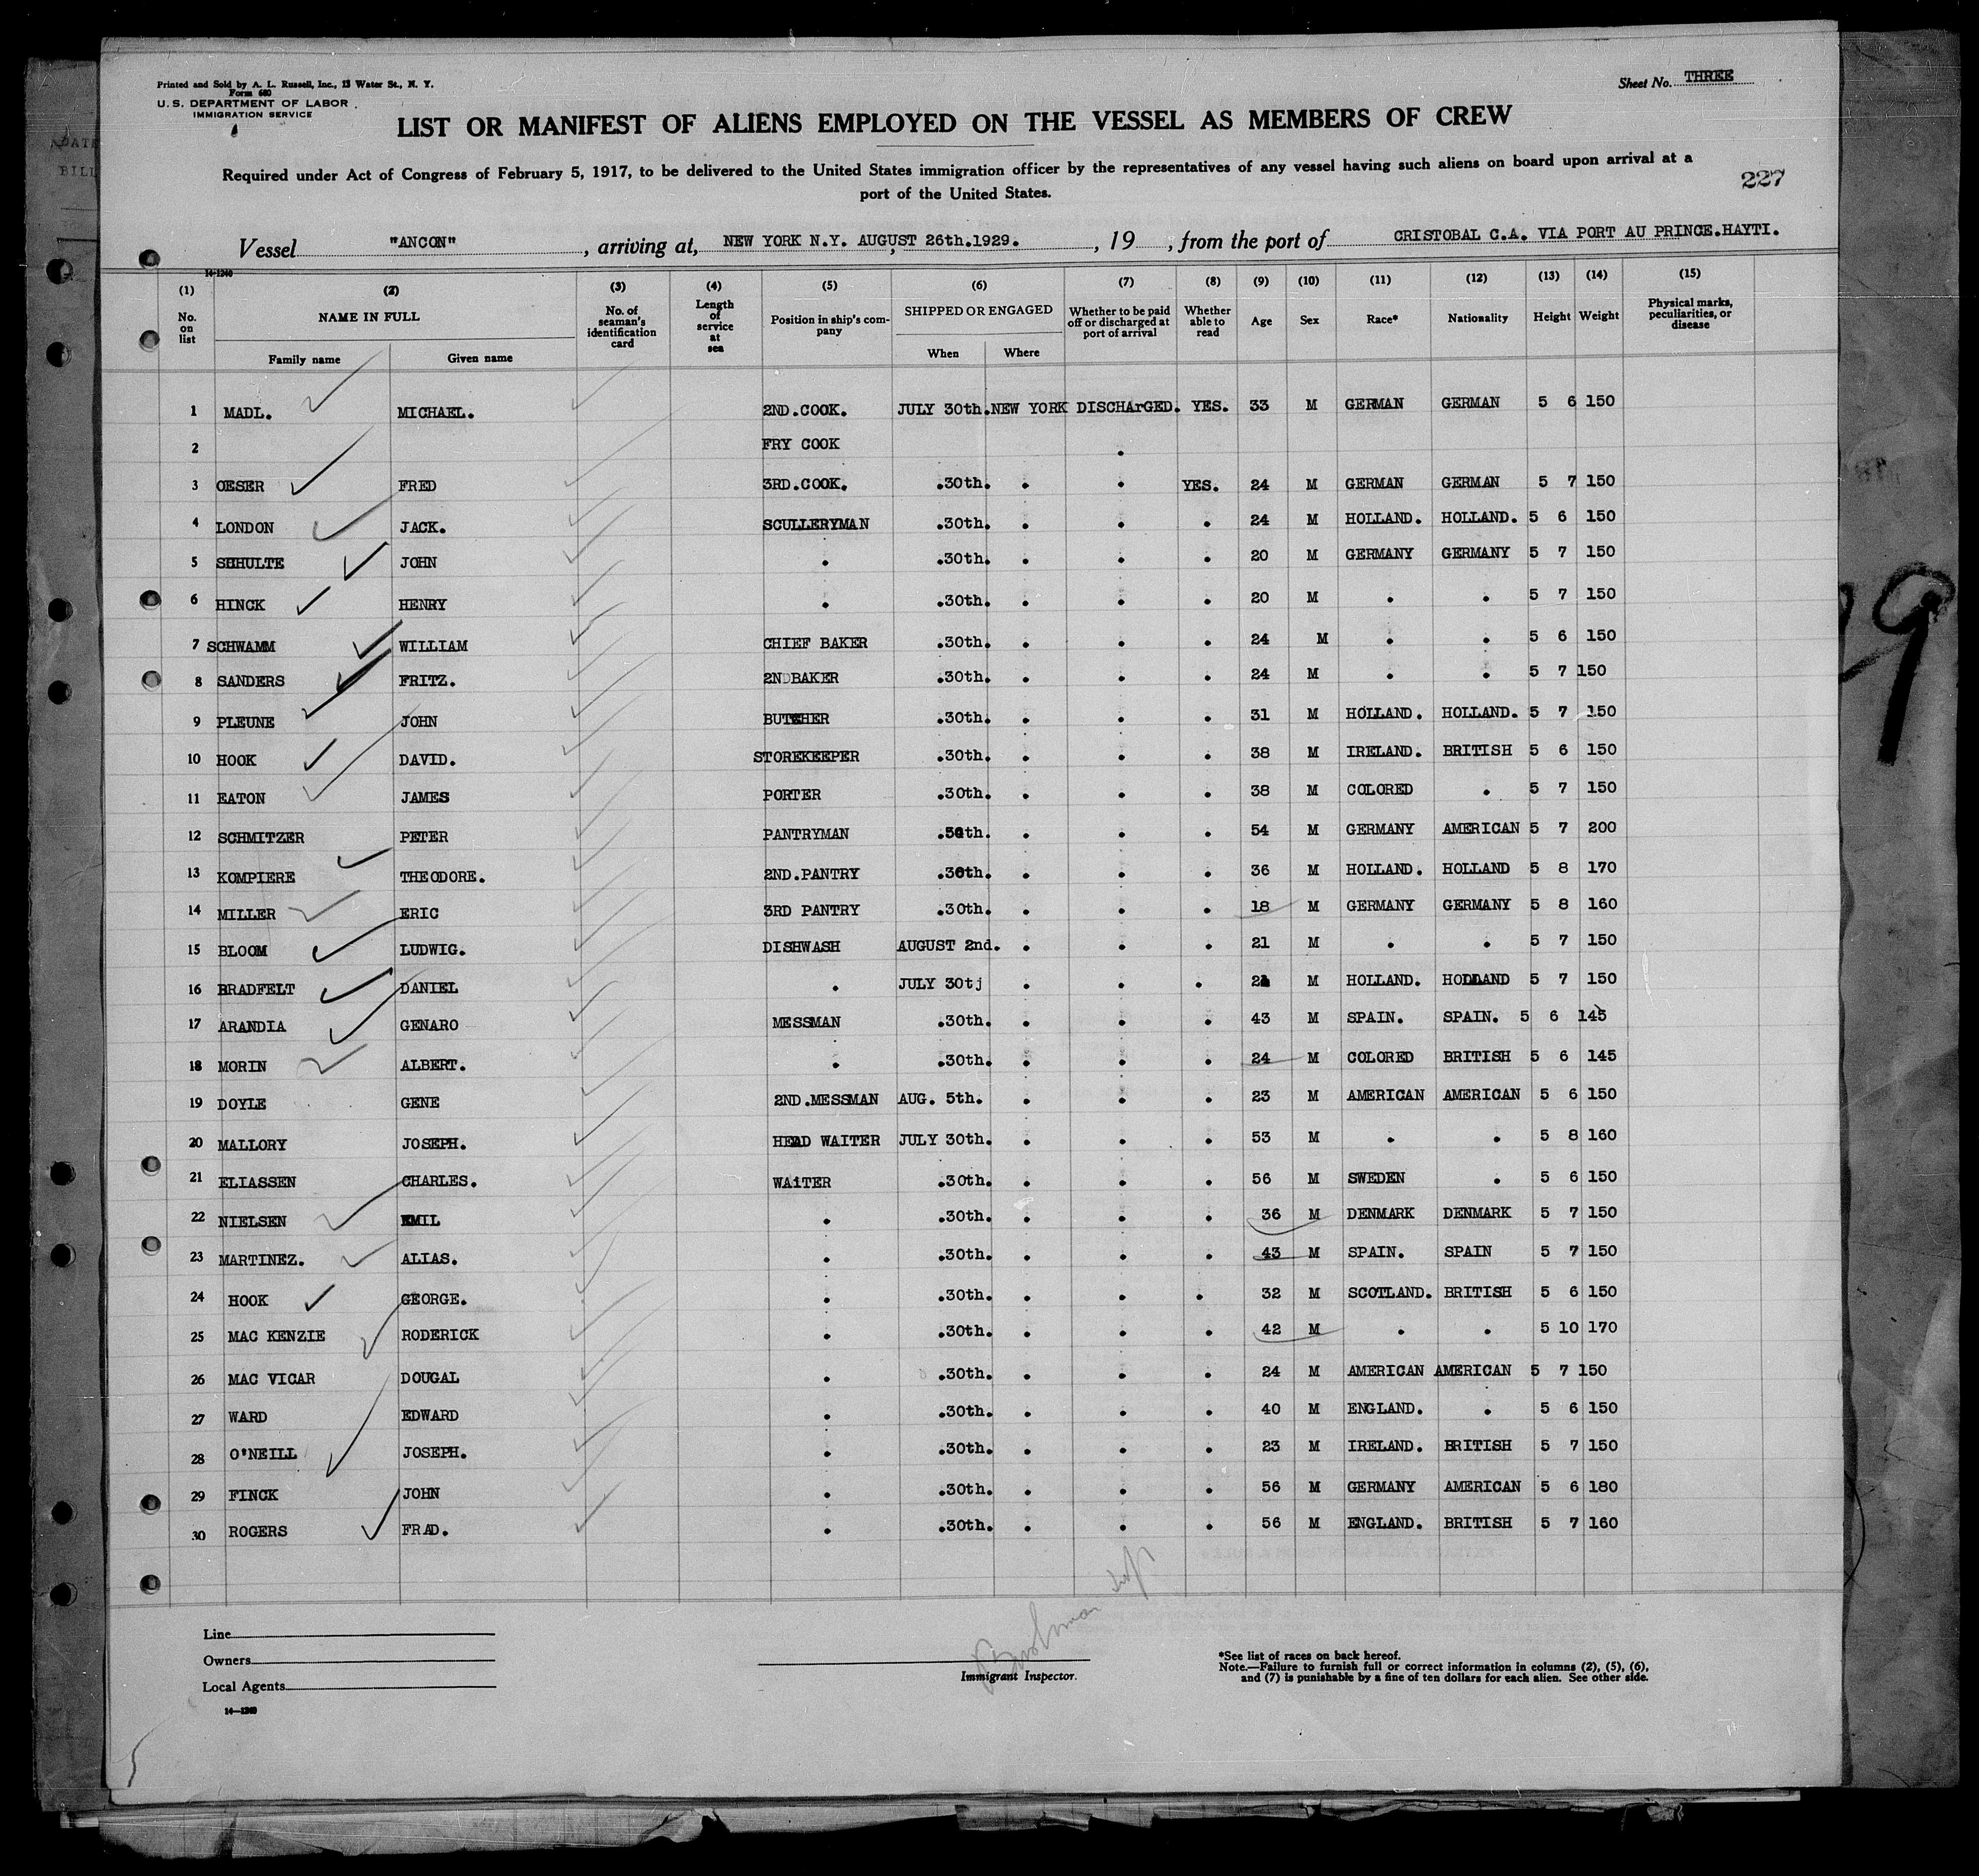 Printed and Sold by A. L. Russell, Inc., 13 Water St., N. Y.
Form 680
U. S. DEPARTMENT OF LABOR
IMMIGRATION SERVICE
Sheet No. THREE
LIST OR MANIFEST OF ALIENS EMPLOYED ON THE VESSEL AS MEMBERS OF CREW
Required under Act of Congress of February 5, 1917, to be delivered to the United States immigration officer by the representatives of any vessel having such aliens on board upon arrival at a
port of the United States.
227
Vessel "ANCON", arriving at, NEW YORK N.Y. AUGUST 26th.1929., 19, from the port of CRISTOBAL C.A. VIA PORT AU PRINCE.HAYTI.
14-1240
(1) (2) (3) (4) (5) (6) (7) (8) (9) (10) (11) (12) (13) (14) (15)
No. on list NAME IN FULL No. of seaman's identification card Length of service at sea Position in ship's company SHIPPED OR ENGAGED Whether to be paid off or discharged at port of arrival Whether able to read Age Sex Race* Nationality Height Weight Physical marks, peculiarities, or disease
Family name Given name When Where
1 MADL. MICHAEL. 2ND.COOK. JULY 30th. NEW YORK DISCHArGED. YES. 33 M GERMAN GERMAN 5 6 150
2 FRY COOK .
3 OESER FRED 3RD.COOK. .30th. . . YES. 24 M GERMAN GERMAN 5 7 150
4 LONDON JACK. SCULLERYMAN .30th. . . . 24 M HOLLAND. HOLLAND. 5 6 150
5 SHHULTE JOHN . .30th. . . . 20 M GERMANY GERMANY 5 7 150
6 HINCK HENRY . .30th. . . . 20 M . . 5 7 150
7 SCHWAMM WILLIAM CHIEF BAKER .30th. . . . 24 M . . 5 6 150
8 SANDERS FRITZ. 2NDBAKER .30th. . . . 24 M . . 5 7 150
9 PLEUNE JOHN BUTCHER .30th. . . . 31 M HOLLAND. HOLLAND. 5 7 150
10 HOOK DAVID. STOREKEEPER .30th. . . . 38 M IRELAND. BRITISH 5 6 150
11 EATON JAMES PORTER .30th. . . . 38 M COLORED . 5 7 150
12 SCHMITZER PETER PANTRYMAN .30th. . . . 54 M GERMANY AMERICAN 5 7 200
13 KOMPIERE THEODORE. 2ND.PANTRY .30th. . . . 36 M HOLLAND. HOLLAND 5 8 170
14 MILLER ERIC 3RD PANTRY .30th. . . . 18 M GERMANY GERMANY 5 8 160
15 BLOOM LUDWIG. DISHWASH AUGUST 2nd. . . . 21 M . . 5 7 150
16 BRADFELT DANIEL . JULY 30tj . . . 21 M HOLLAND. HOLLAND 5 7 150
17 ARANDIA GENARO MESSMAN .30th. . . . 43 M SPAIN. SPAIN. 5 6 145
18 MORIN ALBERT. . .30th. . . . 24 M COLORED BRITISH 5 6 145
19 DOYLE GENE 2ND.MESSMAN AUG. 5th. . . . 23 M AMERICAN AMERICAN 5 6 150
20 MALLORY JOSEPH. HEAD WAITER JULY 30th. . . . 53 M . . 5 8 160
21 ELIASSEN CHARLES. WAiTER .30th. . . . 56 M SWEDEN . 5 6 150
22 NIELSEN EMIL . .30th. . . . 36 M DENMARK DENMARK 5 7 150
23 MARTINEZ. ALIAS. . .30th. . . . 43 M SPAIN. SPAIN 5 7 150
24 HOOK GEORGE. . .30th. . . . 32 M SCOTLAND. BRITISH 5 6 150
25 MAC KENZIE RODERICK . .30th. . . . 42 M . . 5 10 170
26 MAC VICAR DOUGAL . .30th. . . . 24 M AMERICAN AMERICAN 5 7 150
27 WARD EDWARD . .30th. . . . 40 M ENGLAND. . 5 6 150
28 O'NEILL JOSEPH. . .30th. . . . 23 M IRELAND. BRITISH 5 7 150
29 FINCK JOHN . .30th. . . . 56 M GERMANY AMERICAN 5 6 180
30 ROGERS FRAD. . .30th. . . . 56 M ENGLAND. BRITISH 5 7 160
Line
Owners
Local Agents
14—1240
Immigrant Inspector.
*See list of races on back hereof.
Note.—Failure to furnish full or correct information in columns (2), (5), (6),
and (7) is punishable by a fine of ten dollars for each alien. See other side.